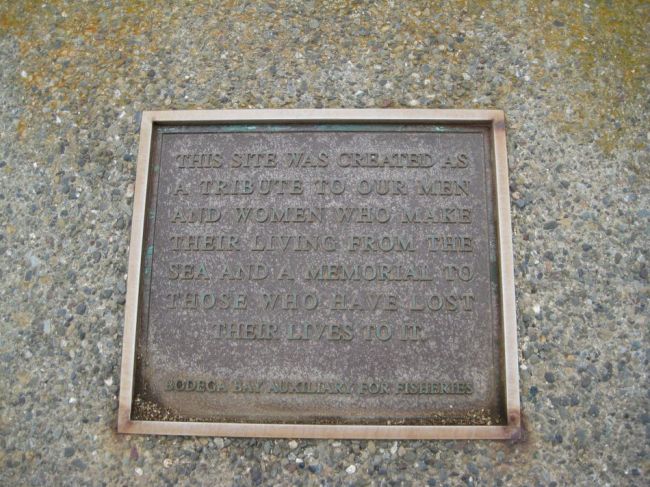 THIS SITE WAS CREATED AS
A TRIBUTE TO OUR MEN
AND WOMEN WHO MAKE
THEIR LIVING FROM THE
SEA AND A MEMORIAL TO
THOSE WHO HAVE LOST
THEIR LIVES TO IT.
BODEGA BAY AUXILIARY FOR FISHERIES